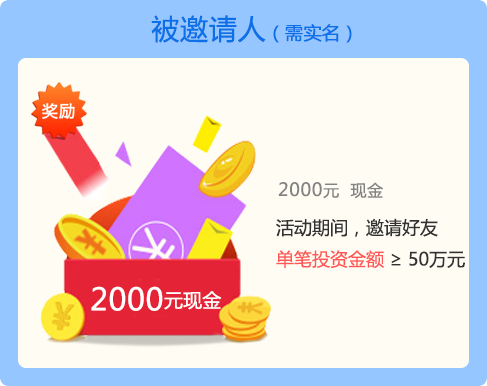 被邀请人（需实名）
奖励
2000元 现金
活动期间，邀请好友
单笔投资金额 ≥ 50万元
2000元现金